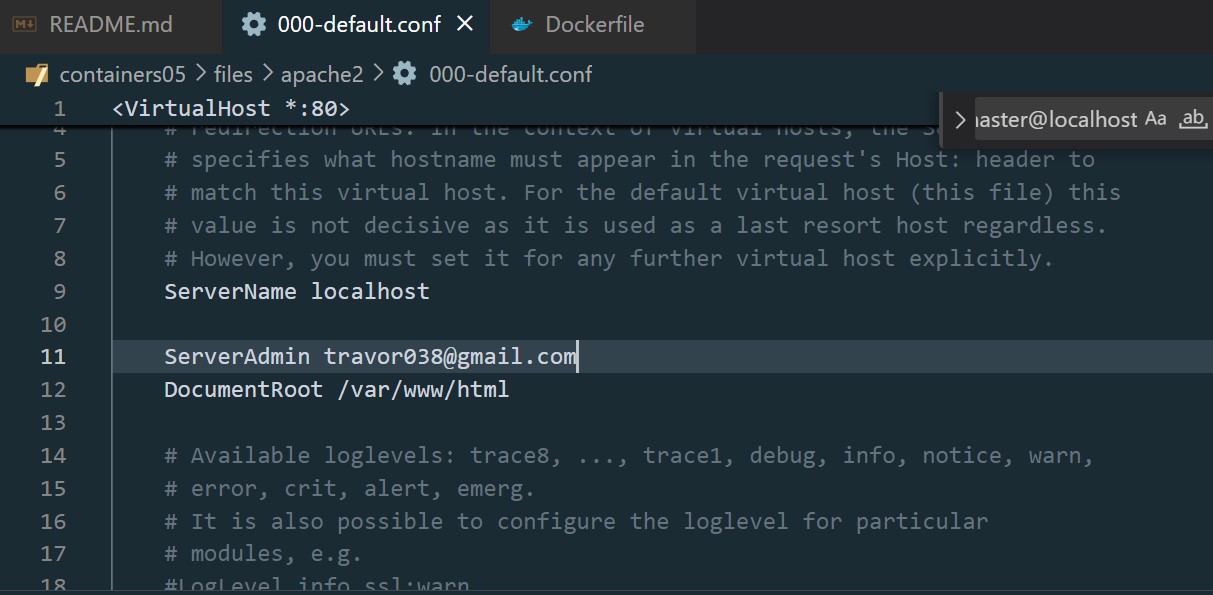 README.md 000-default.conf Dockerfile
containers05 > files > apache2 > 000-default.conf
1 <VirtualHost *:80>
aster@localhost Aa ab,
4 # redirection URLs. In the context of virtual hosts, the
5 # specifies what hostname must appear in the request's Host: header to
6 # match this virtual host. For the default virtual host (this file) this
7 # value is not decisive as it is used as a last resort host regardless.
8 # However, you must set it for any further virtual host explicitly.
9 ServerName localhost
10
11 ServerAdmin travor038@gmail.com
12 DocumentRoot /var/www/html
13
14 # Available loglevels: trace8, ..., trace1, debug, info, notice, warn,
15 # error, crit, alert, emerg.
16 # It is also possible to configure the loglevel for particular
17 # modules, e.g.
18 #LogLevel info ssl:warn